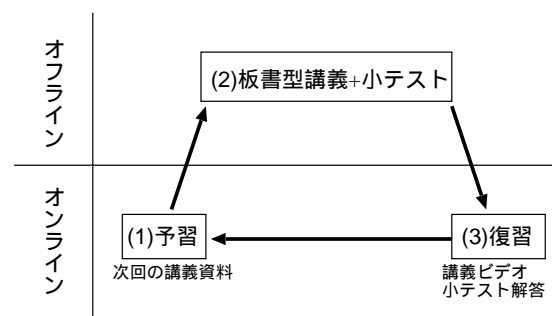 オフライン
(2)板書型講義+小テスト
オンライン
(1)予習
次回の講義資料
(3)復習
講義ビデオ
小テスト解答